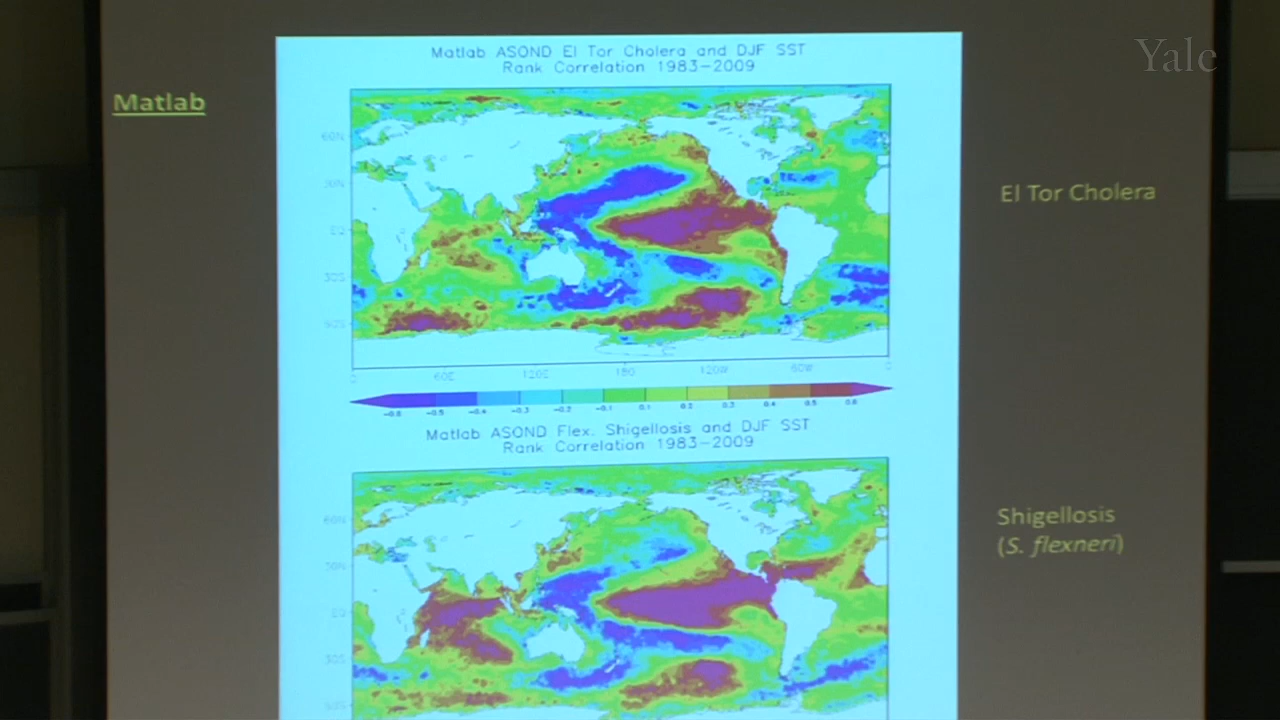 Yale
Matlab
Matlab ASOND El Tor Cholera and DJF SST
Rank Correlation 1983-2009
60N
30N
EQ
30S
60S
0
60E
120E
180
120W
60W
0
El Tor Cholera
-0.6
-0.5
-0.4
-0.3
-0.2
-0.1
0.1
0.2
0.3
0.4
0.5
0.6
Matlab ASOND Flex. Shigellosis and DJF SST
Rank Correlation 1983-2009
60N
30N
EQ
30S
60S
Shigellosis
(S. flexneri)